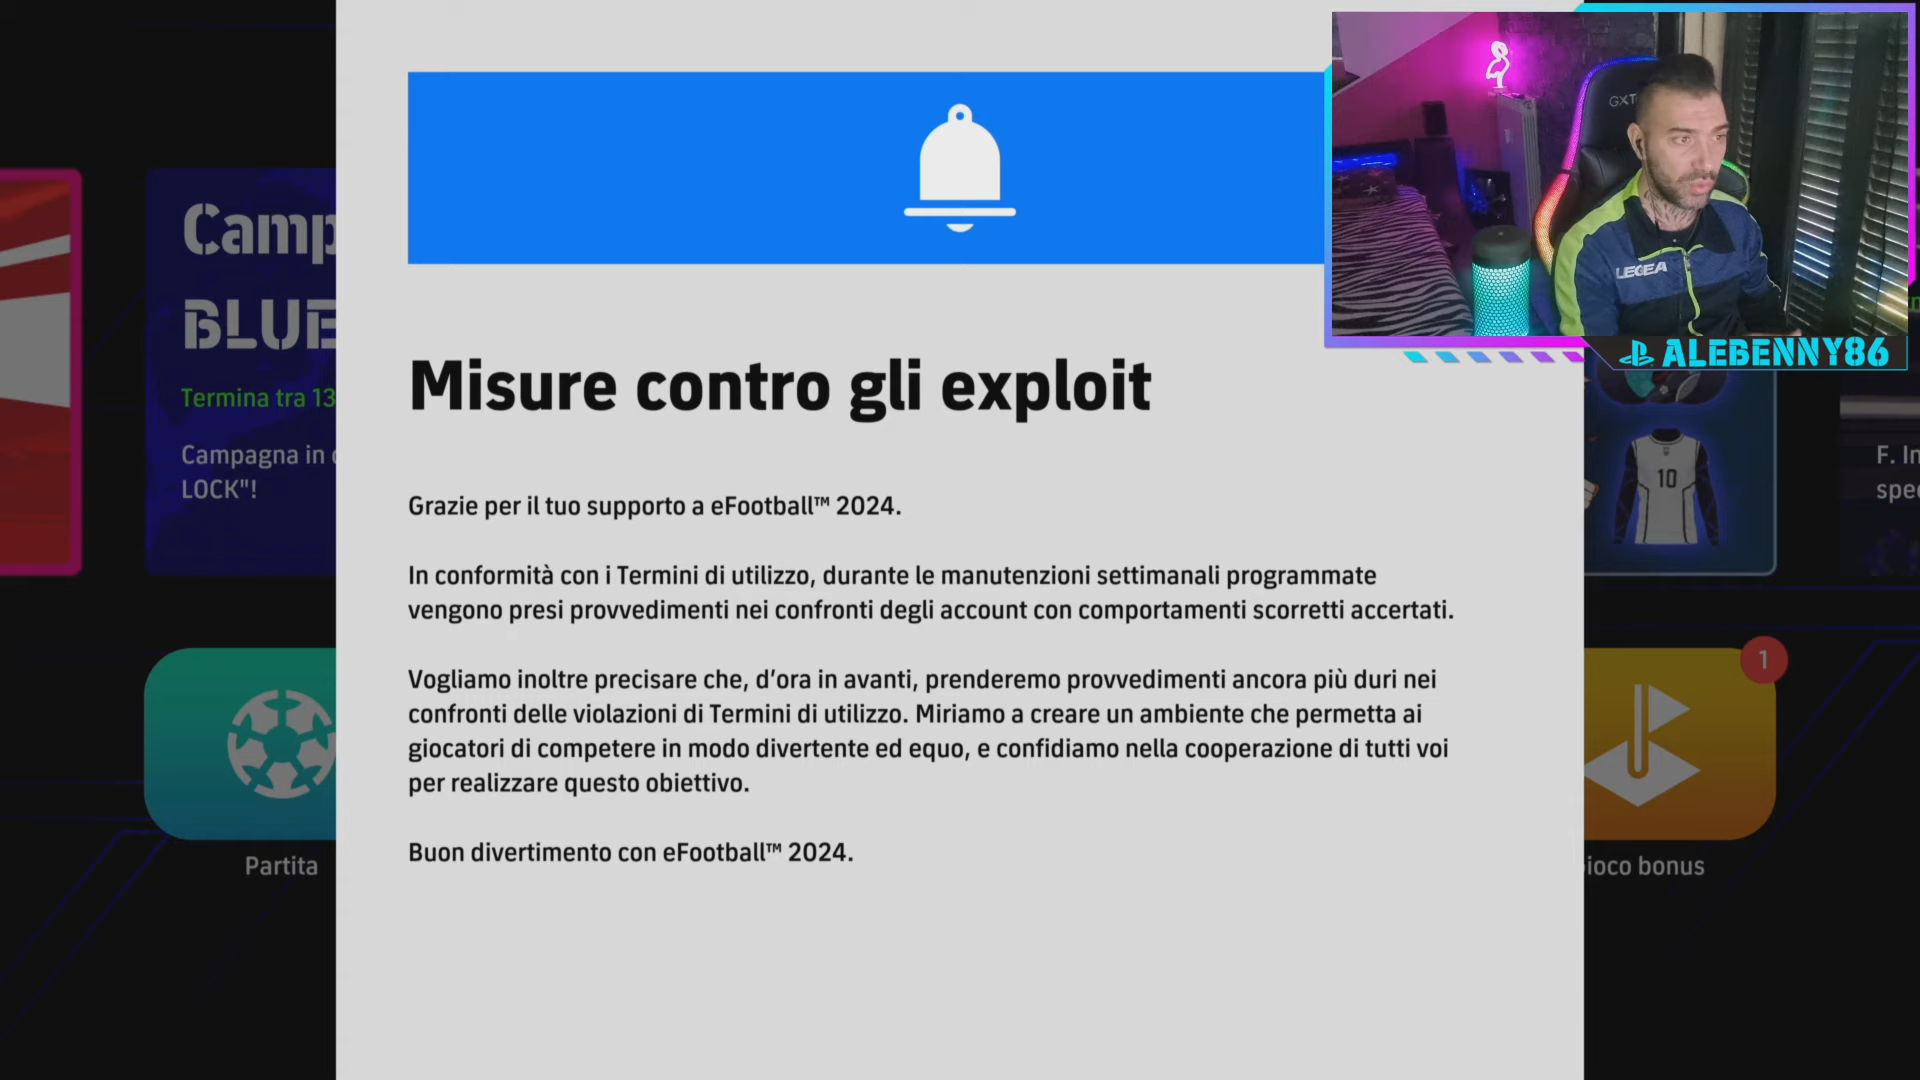 Misure contro gli exploit
Grazie per il tuo supporto a eFootball™ 2024.
In conformità con i Termini di utilizzo, durante le manutenzioni settimanali programmate
vengono presi provvedimenti nei confronti degli account con comportamenti scorretti accertati.
Vogliamo inoltre precisare che, d’ora in avanti, prenderemo provvedimenti ancora più duri nei
confronti delle violazioni di Termini di utilizzo. Miriamo a creare un ambiente che permetta ai
giocatori di competere in modo divertente ed equo, e confidiamo nella cooperazione di tutti voi
per realizzare questo obiettivo.
Buon divertimento con eFootball™ 2024.
Camp
BLUE
Termina tra 13
Campagna in
LOCK"!
Partita
LEGEA
ALEBENNY86
10
F. In
spec
1
ioco bonus